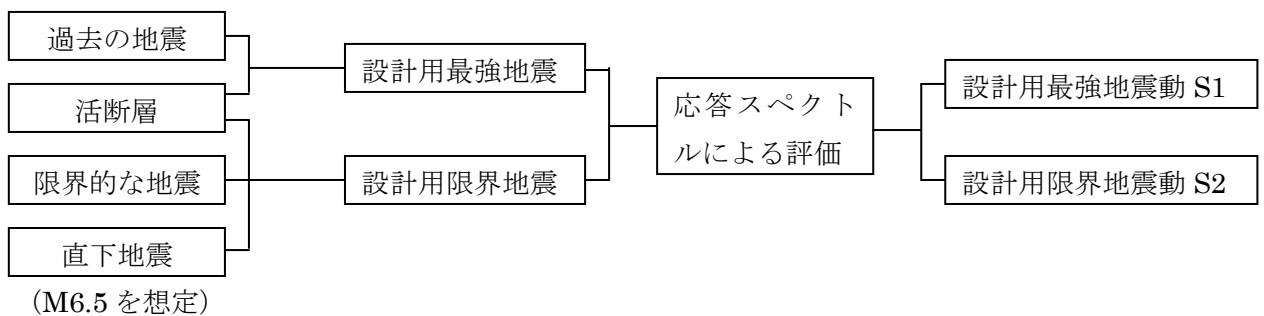 過去の地震
活断層
限界的な地震
直下地震
（M6.5 を想定）
設計用最強地震
設計用限界地震
応答スペクト
ルによる評価
設計用最強地震動 S1
設計用限界地震動 S2